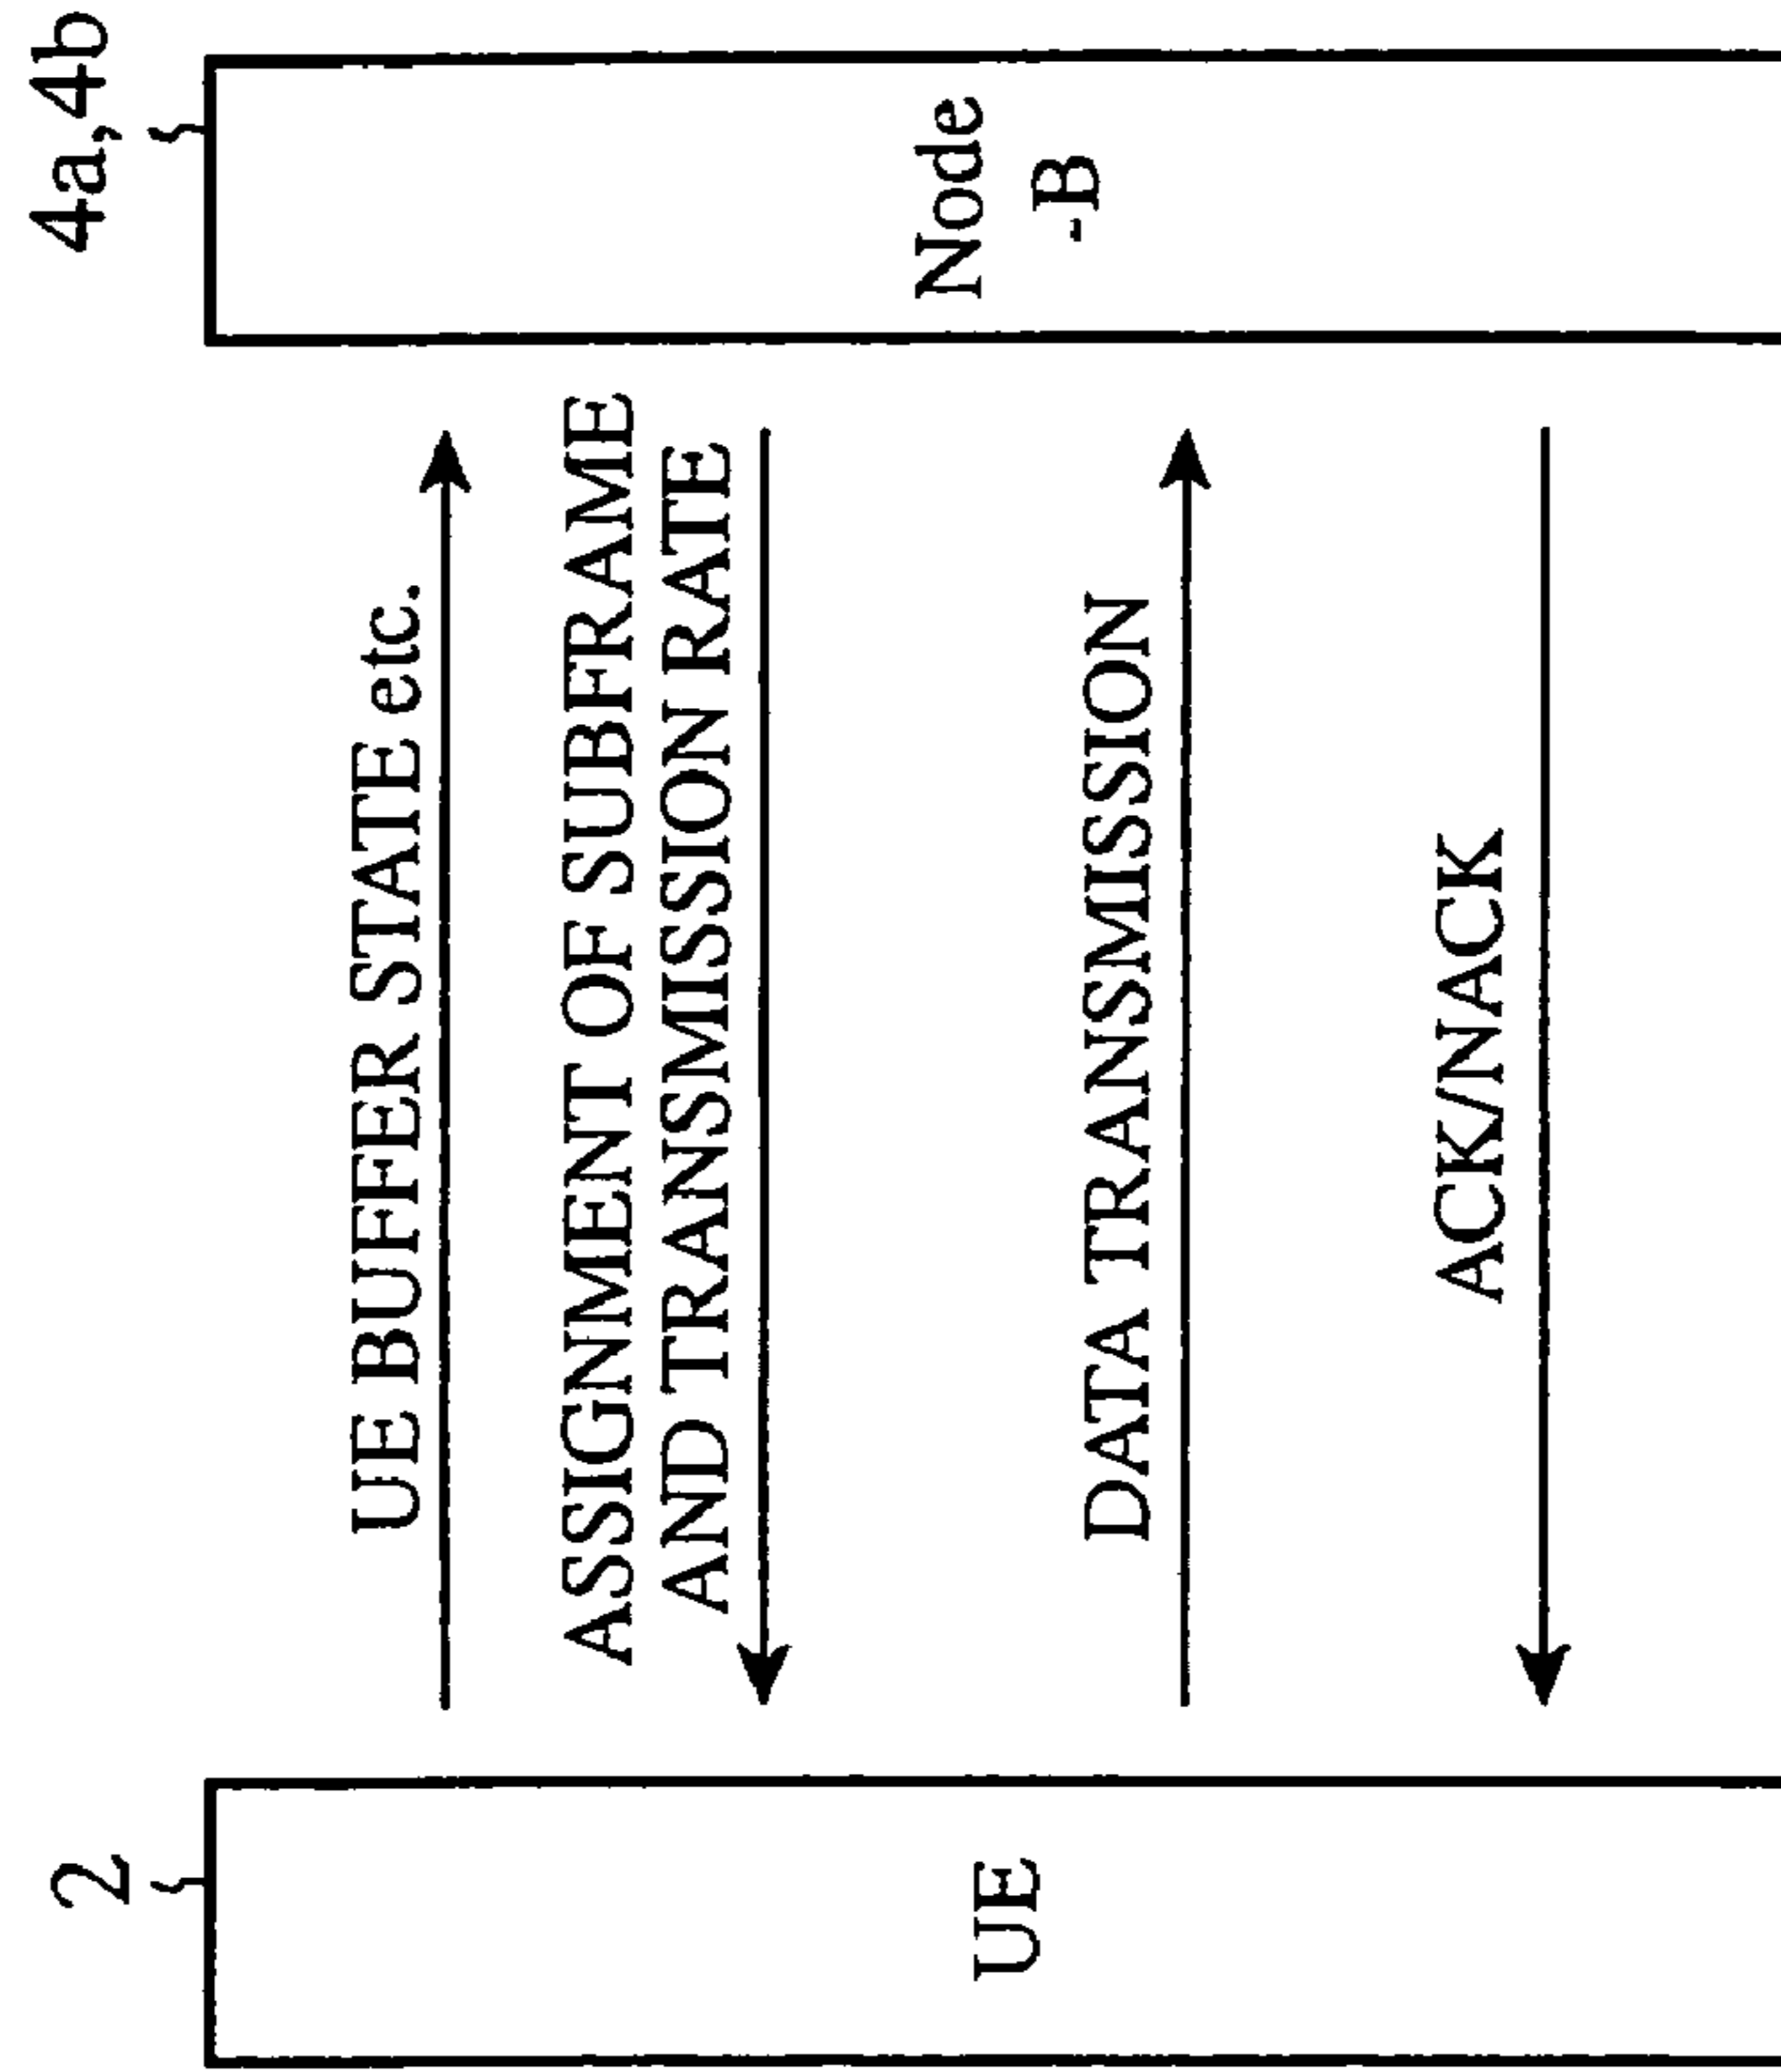 2
4a,4b
UE BUFFER STATE etc.
ASSIGNMENT OF SUBFRAME
AND TRANSMISSION RATE
UE
Node
-B
DATA TRANSMISSION
ACK/NACK